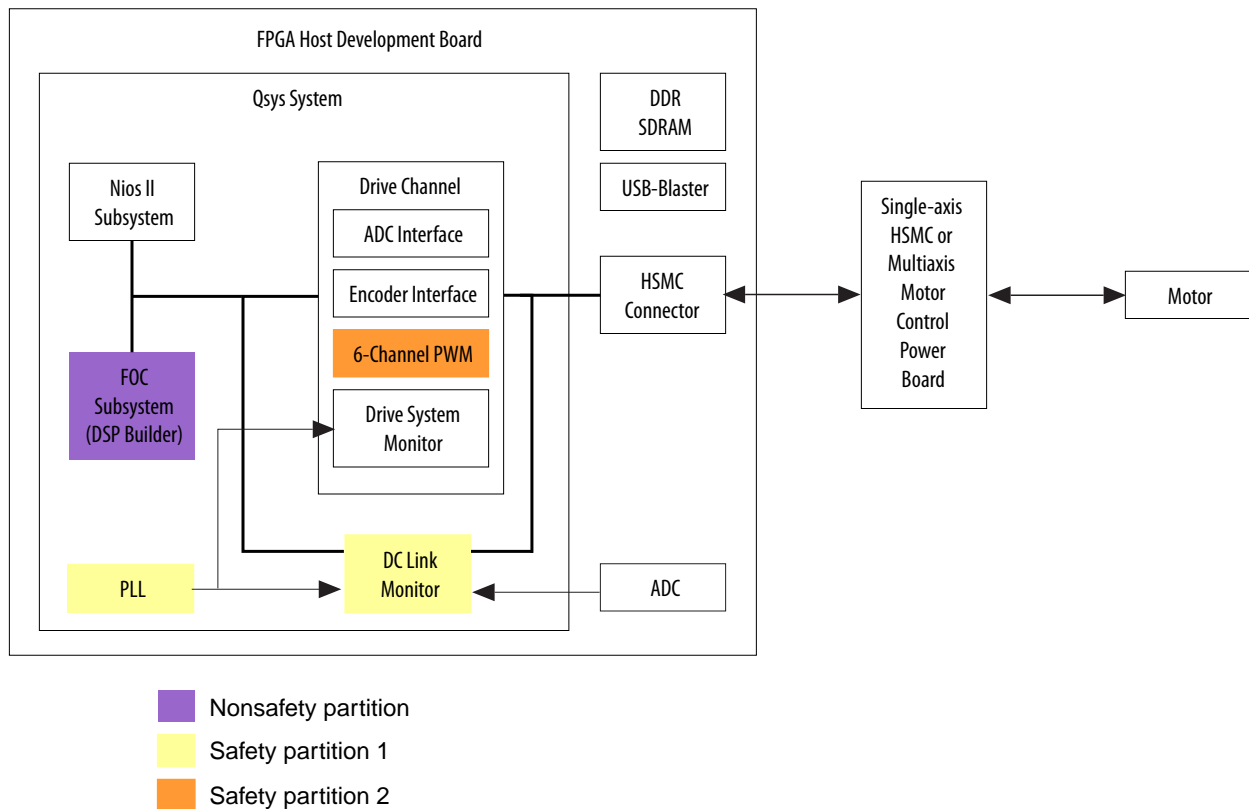 FPGA Host Development Board
Qsys System
DDR
SDRAM
Nios II
Subsystem
Drive Channel
USB-Blaster
ADC Interface
Single-axis
HSMC or
Multiaxis
Motor
Control
Power
Board
Encoder Interface
HSMC
Connector
Motor
6-Channel PWM
FOC
Subsystem
(DSP Builder)
Drive System
Monitor
PLL
DC Link
Monitor
ADC
Nonsafety partition
Safety partition 1
Safety partition 2